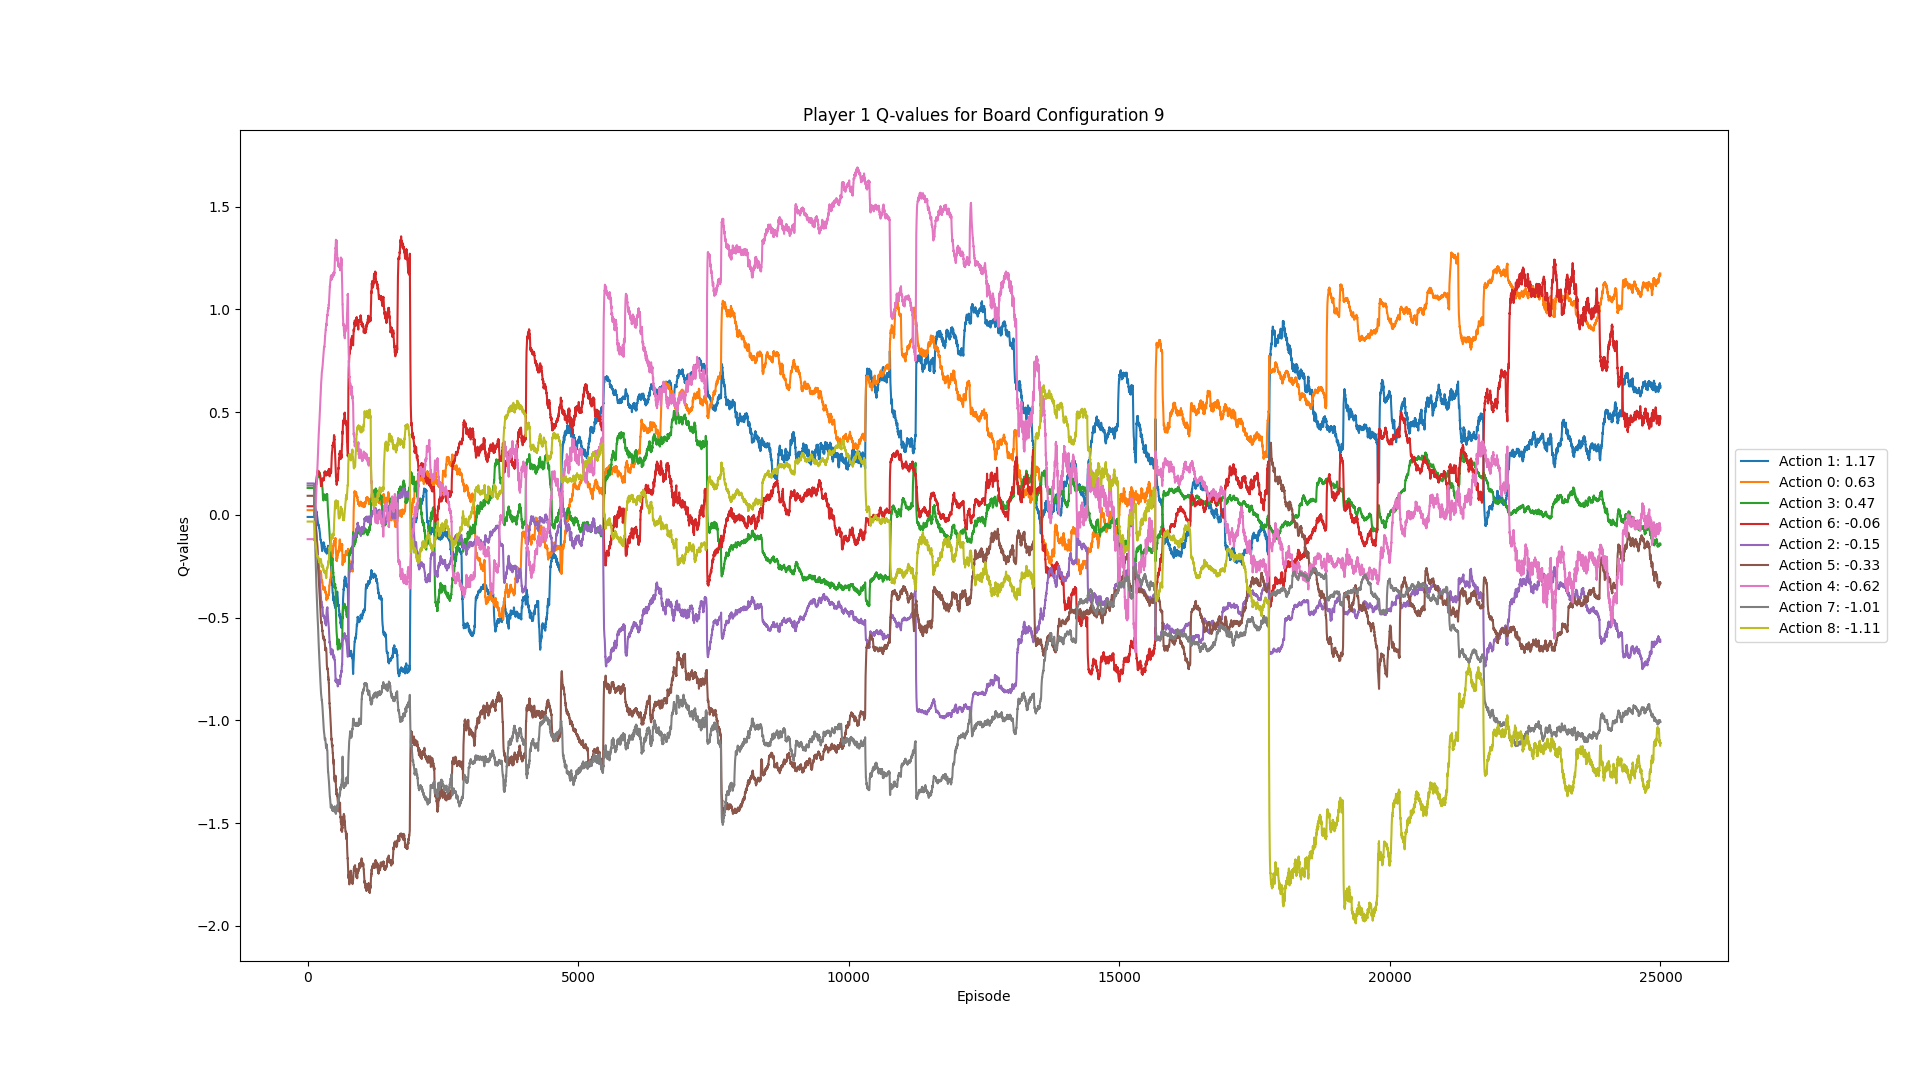 Player 1 Q-values for Board Configuration 9
Q-values
1.5
1.0
0.5
0.0
−0.5
−1.0
−1.5
−2.0
0
5000
10000
15000
20000
25000
Episode
Action 1: 1.17
Action 0: 0.63
Action 3: 0.47
Action 6: -0.06
Action 2: -0.15
Action 5: -0.33
Action 4: -0.62
Action 7: -1.01
Action 8: -1.11